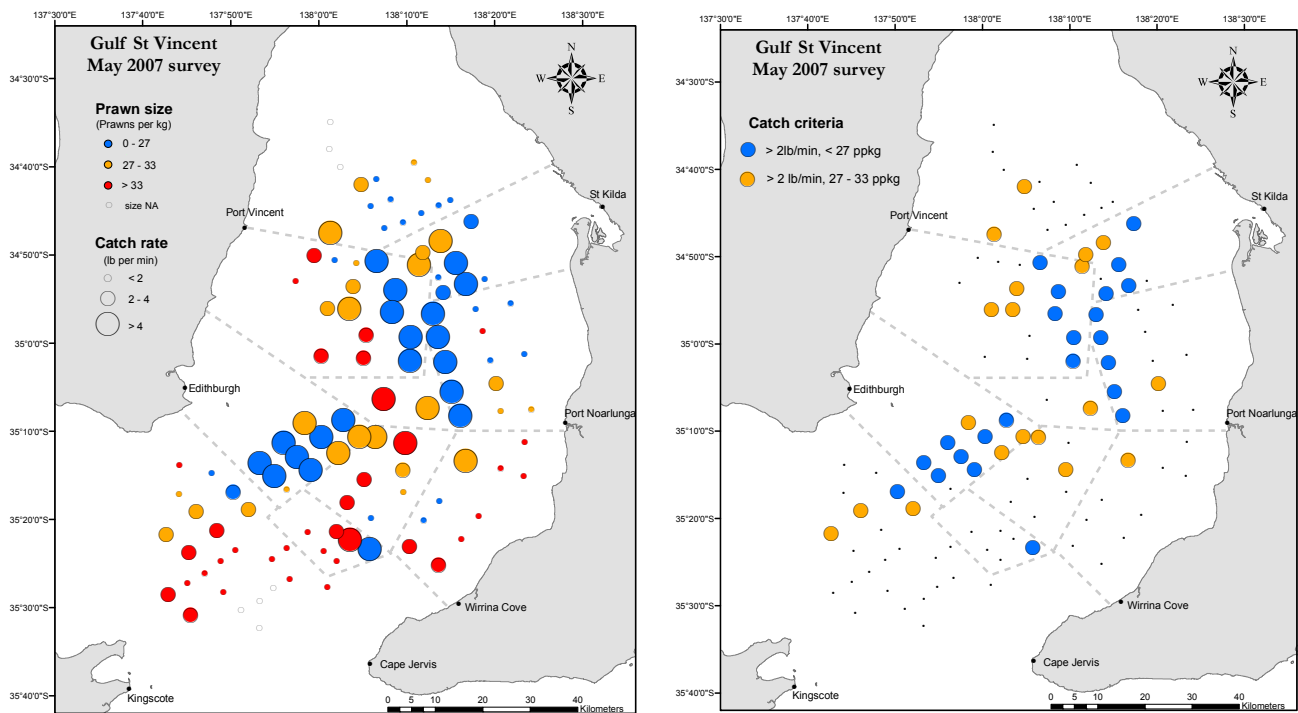 137°30'0"E 137°40'0"E 137°50'0"E 138°0'0"E 138°10'0"E 138°20'0"E 138°30'0"E
Gulf St Vincent
May 2007 survey
N
W E
S
34°30'0"S
Prawn size
(Prawns per kg)
0 - 27
27 - 33
> 33
size NA
34°40'0"S
St Kilda
Port Vincent
Catch rate
(lb per min)
< 2
2 - 4
> 4
34°50'0"S
35°0'0"S
Edithburgh
Port Noarlunga
35°10'0"S
35°20'0"S
35°30'0"S
Wirrina Cove
Cape Jervis
35°40'0"S
Kingscote
0 5 10 20 30 40
Kilometers
137°30'0"E 137°40'0"E 137°50'0"E 138°0'0"E 138°10'0"E 138°20'0"E 138°30'0"E
Gulf St Vincent
May 2007 survey
N
W E
S
34°30'0"S
Catch criteria
> 2lb/min, < 27 ppkg
> 2 lb/min, 27 - 33 ppkg
34°40'0"S
St Kilda
Port Vincent
34°50'0"S
35°0'0"S
Edithburgh
Port Noarlunga
35°10'0"S
35°20'0"S
35°30'0"S
Wirrina Cove
Cape Jervis
35°40'0"S
Kingscote
0 5 10 20 30 40
Kilometers